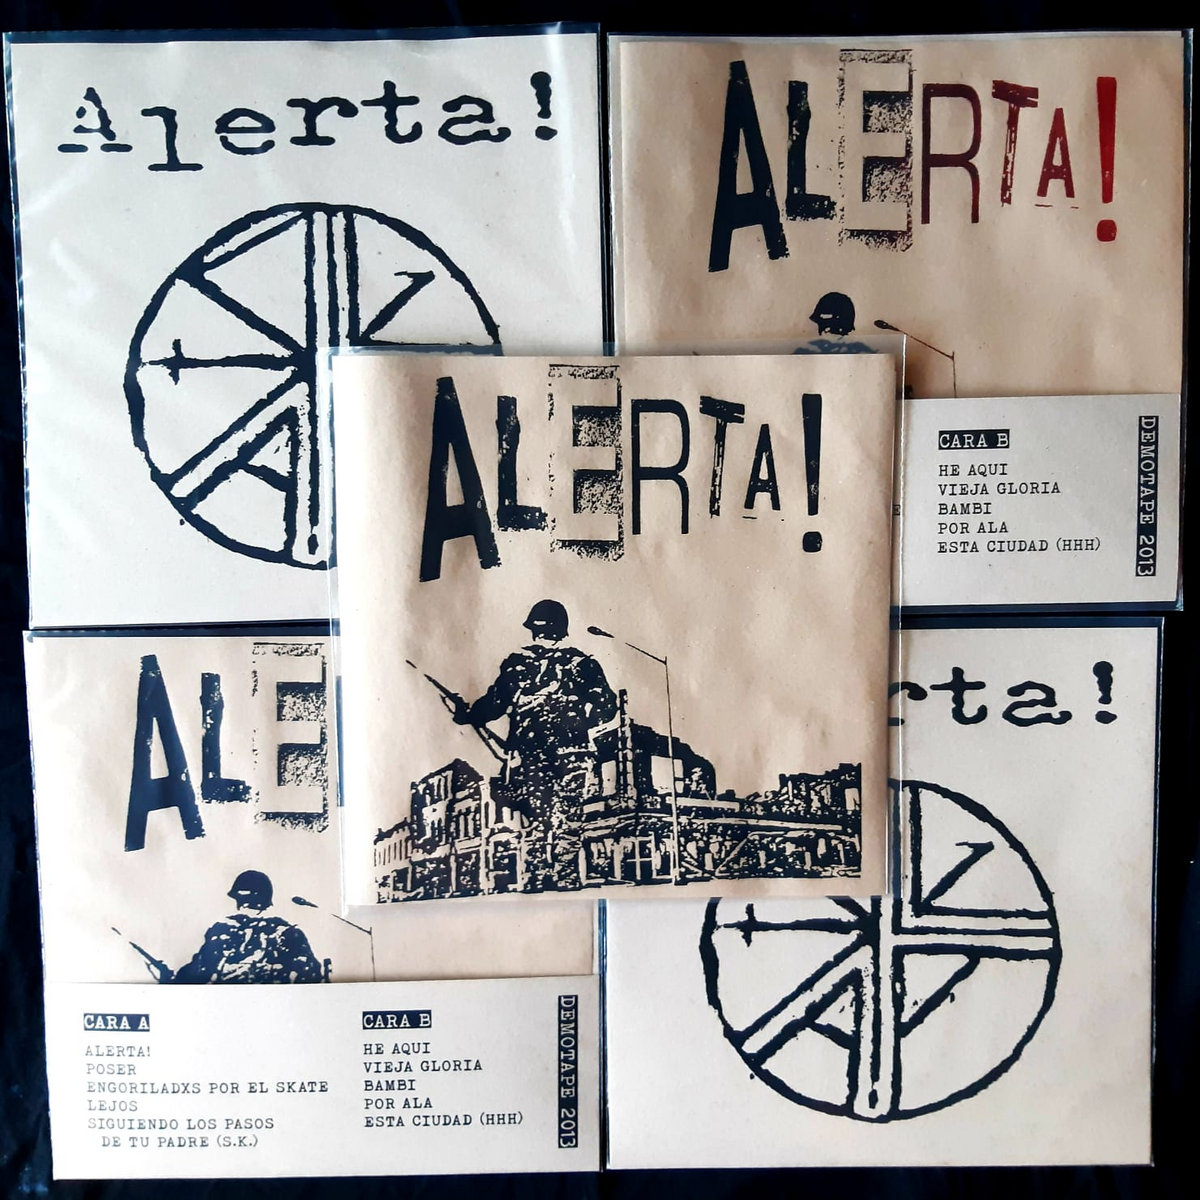 Alerta!
ALERTA!
CARA B
HE AQUI
VIEJA GLORIA
BAMBI
POR ALA
ESTA CIUDAD (HHH)
DEMOTAPE 2013
ALERTA!
ALE
rta!
CARA A
ALERTA!
POSER
ENGORILADXS POR EL SKATE
LEJOS
SIGUIENDO LOS PASOS
DE TU PADRE (S.K.)
CARA B
HE AQUI
VIEJA GLORIA
BAMBI
POR ALA
ESTA CIUDAD (HHH)
DEMOTAPE 2013